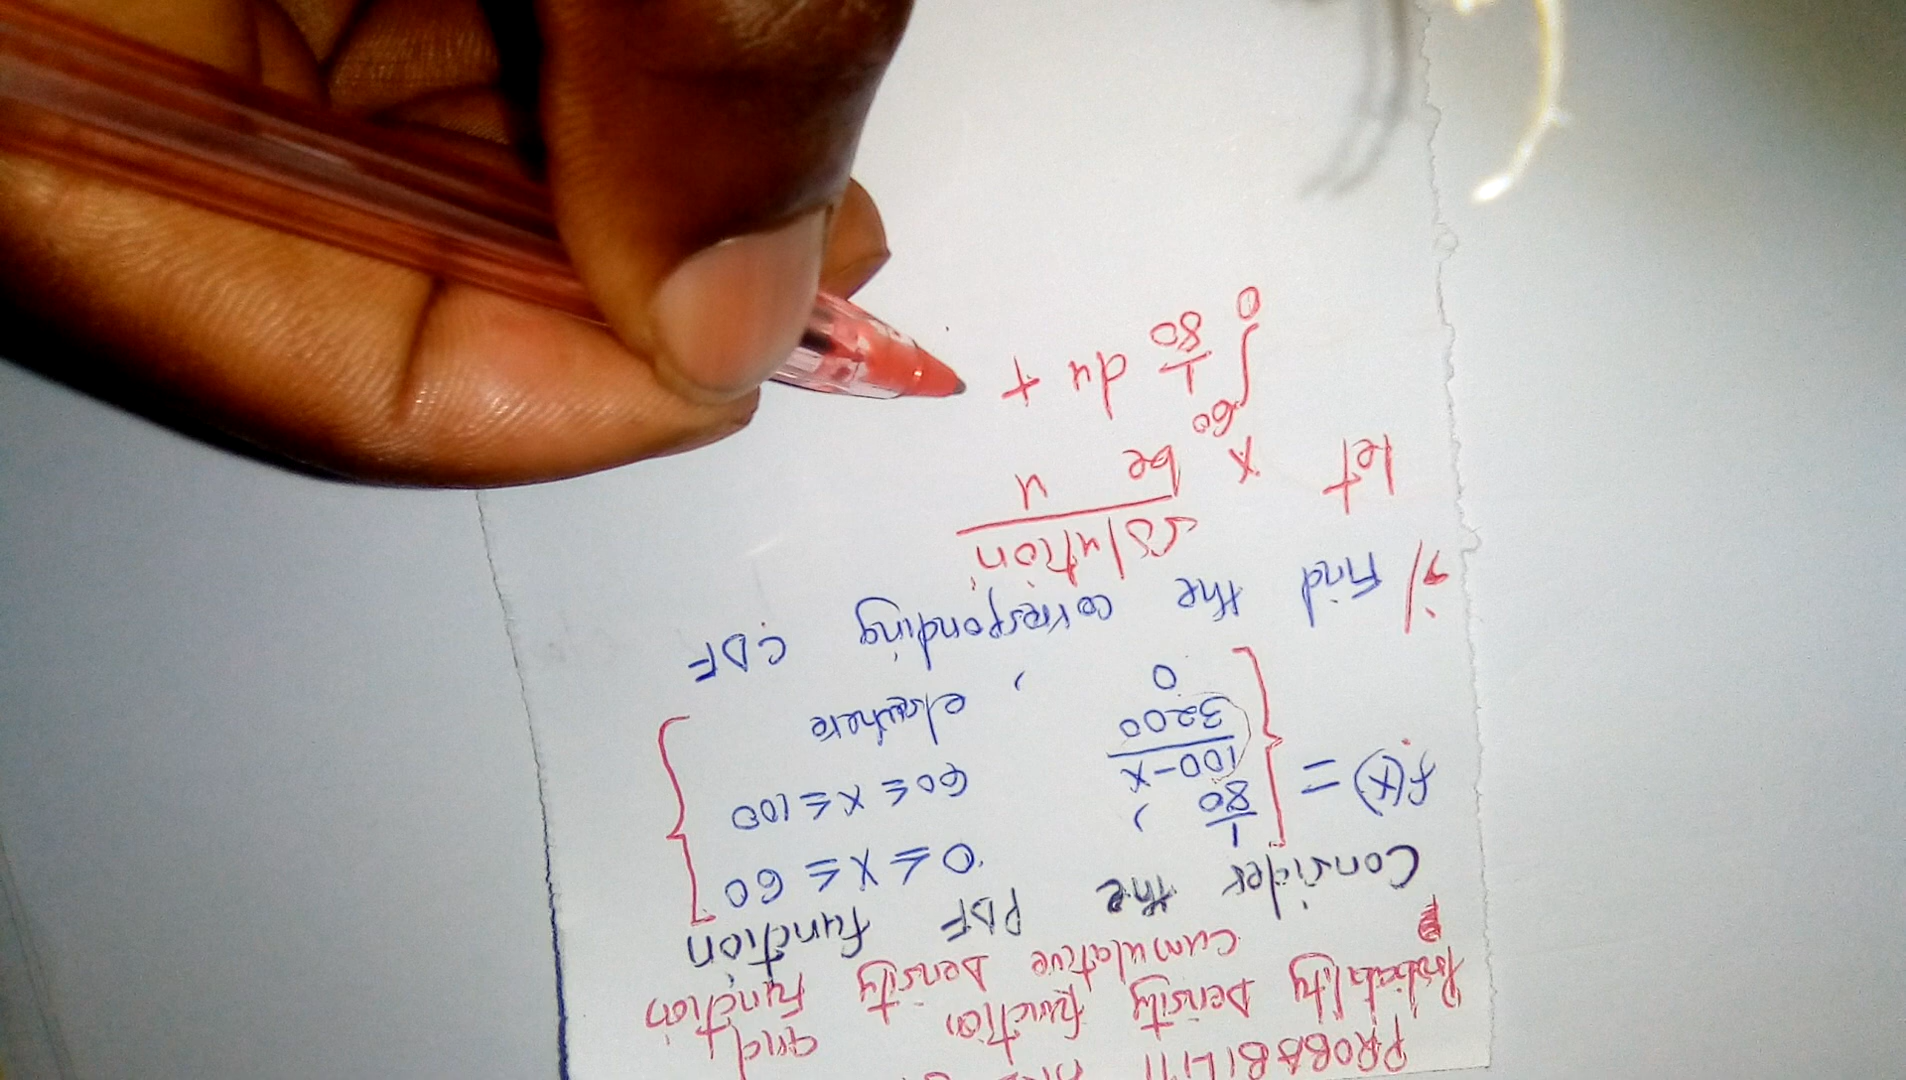 PROBABILITY
Probability Density function and
cumulative Density Function
Consider the PDF function
f(x) = { 1/80 , 0 ≤ x ≤ 60
100-x/3200 60 ≤ x ≤ 100
0 , elsewhere }
i/ Find the corresponding CDF
solution
Let x be u
∫₀⁶⁰ 1/80 du +